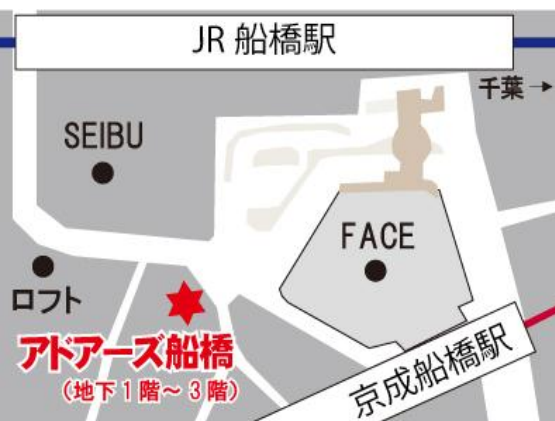 JR 船橋駅
千葉→
SEIBU
FACE
ロフト
アドアーズ船橋
(地下1階～3階)
京成船橋駅